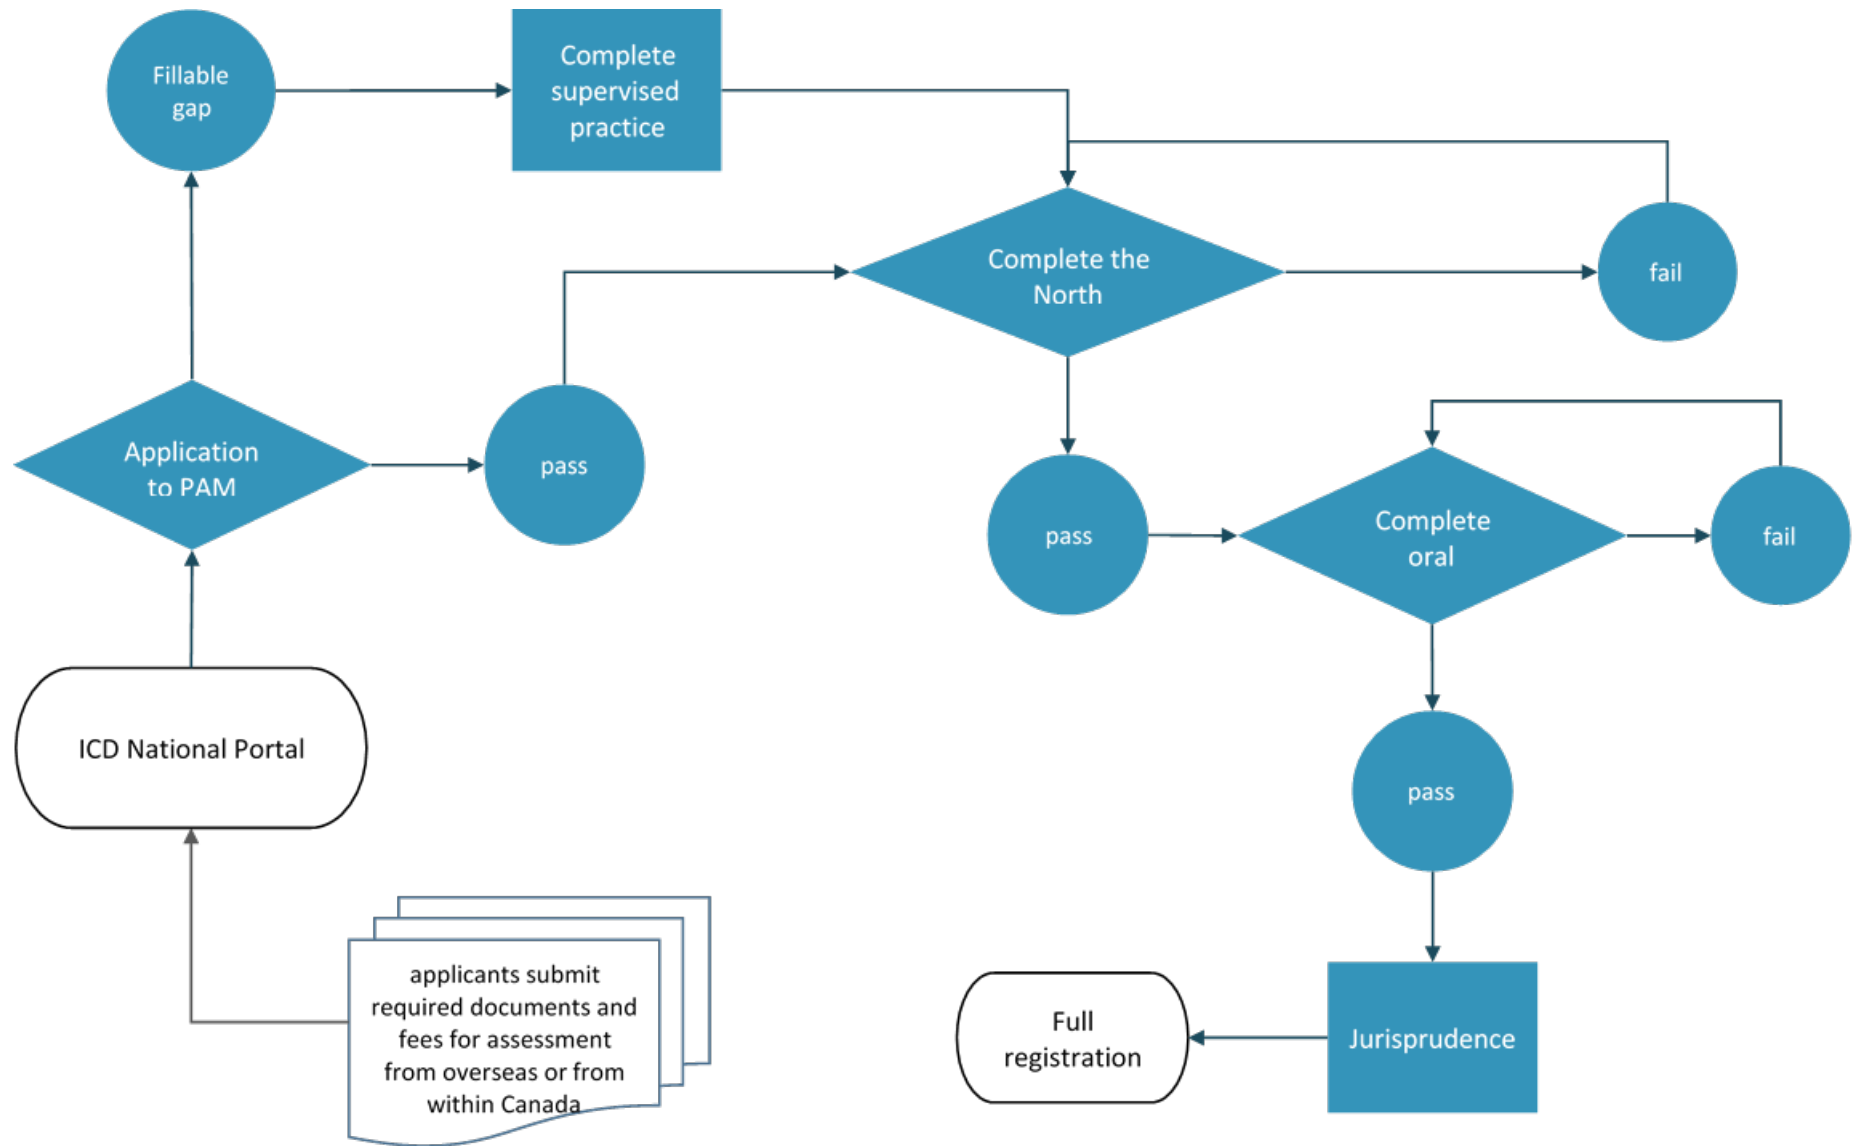 Fillable
gap
Complete
supervised
practice
Complete the
North
fail
Application
to PAM
pass
pass
Complete
oral
fail
ICD National Portal
pass
applicants submit
required documents and
fees for assessment
from overseas or from
within Canada
Full
registration
Jurisprudence